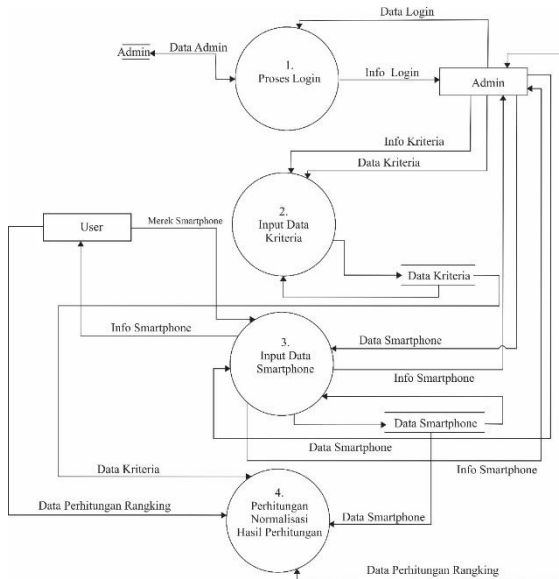 Data Login
Admin
Data Admin
1.
Proses Login
Info Login
Admin
Info Kriteria
Data Kriteria
2.
Input Data
Kriteria
User
Merek Smartphone
Data Kriteria
Info Smartphone
3.
Input Data
Smartphone
Data Smartphone
Info Smartphone
Data Smartphone
Data Smartphone
Info Smartphone
Data Kriteria
4.
Perhitungan
Normalisasi
Hasil Perhitungan
Data Perhitungan Rangking
Data Smartphone
Data Perhitungan Rangking